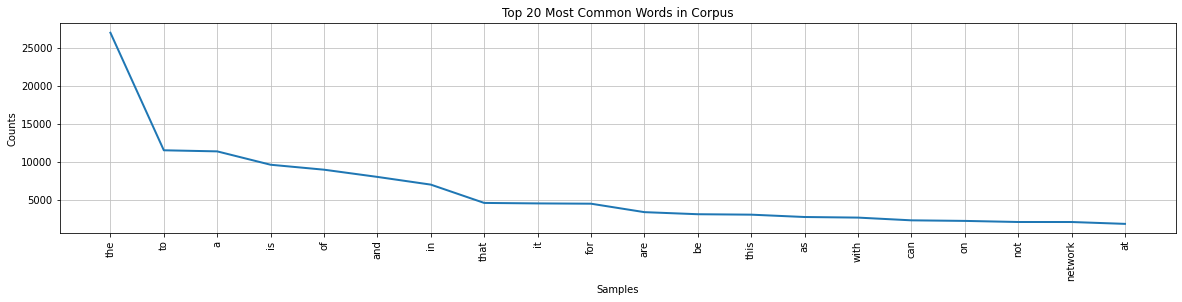 Top 20 Most Common Words in Corpus
25000
20000
15000
10000
5000
Counts
the
to
a
is
of
and
in
that
it
for
are
be
this
as
with
can
on
not
network
at
Samples